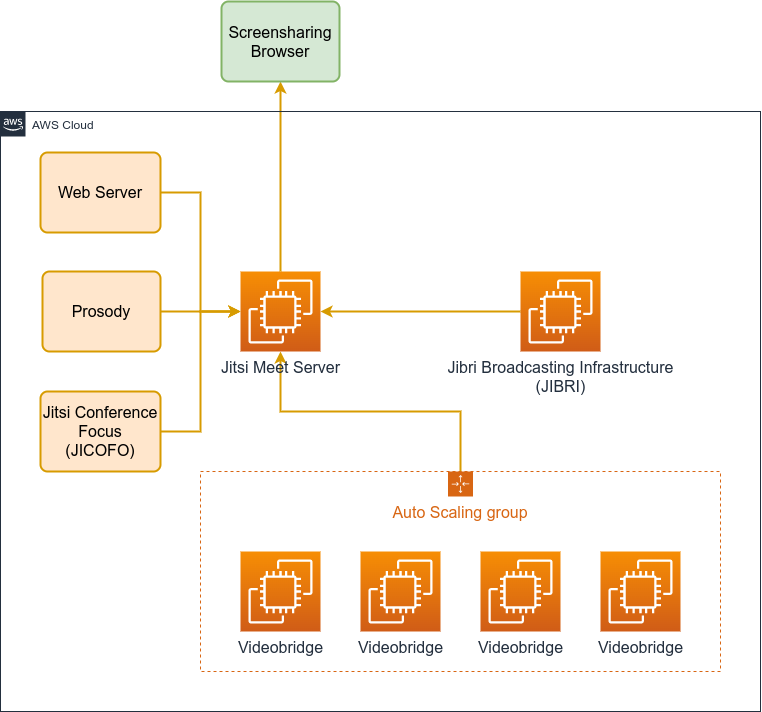 Screensharing
Browser
aws
AWS Cloud
Web Server
Prosody
Jitsi Conference
Focus
(JICOFO)
Jitsi Meet Server
Jibri Broadcasting Infrastructure
(JIBRI)
Auto Scaling group
Videobridge
Videobridge
Videobridge
Videobridge